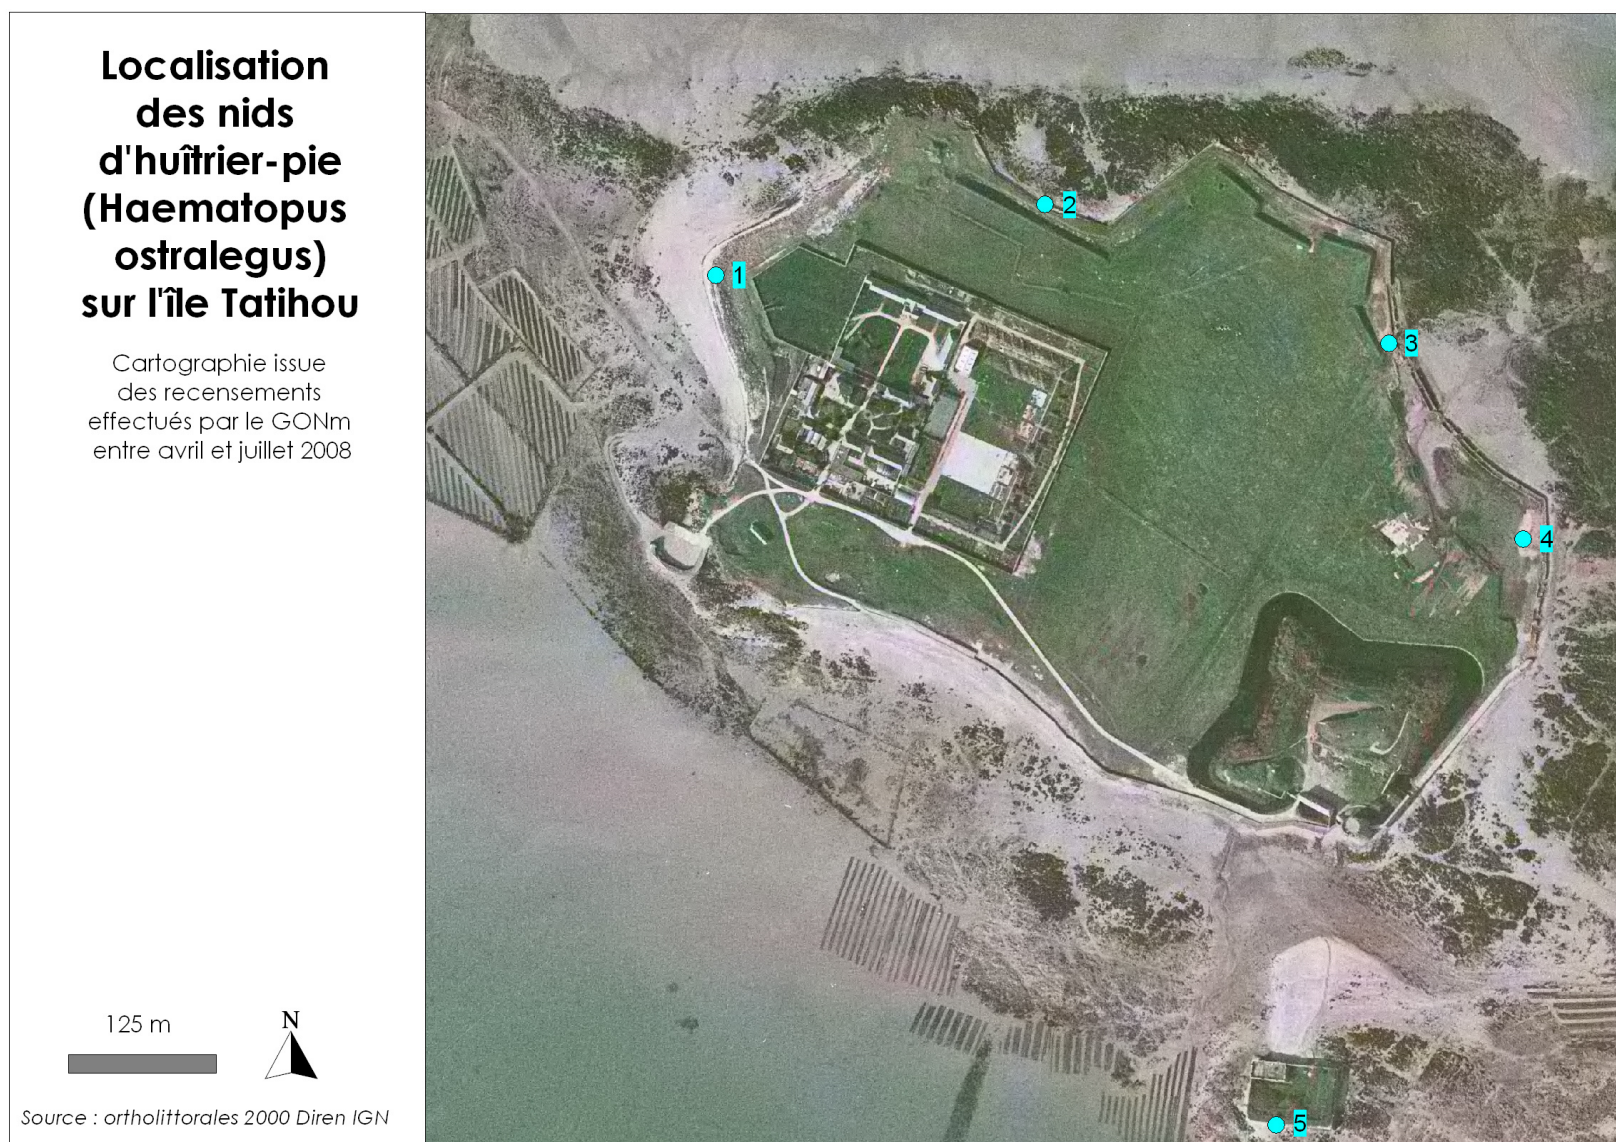 Localisation
des nids
d'huîtrier-pie
(Haematopus
ostralegus)
sur l'île Tatihou
Cartographie issue
des recensements
effectués par le GONm
entre avril et juillet 2008
1
2
3
4
5
125 m
N
Source : ortholittorales 2000 Diren IGN